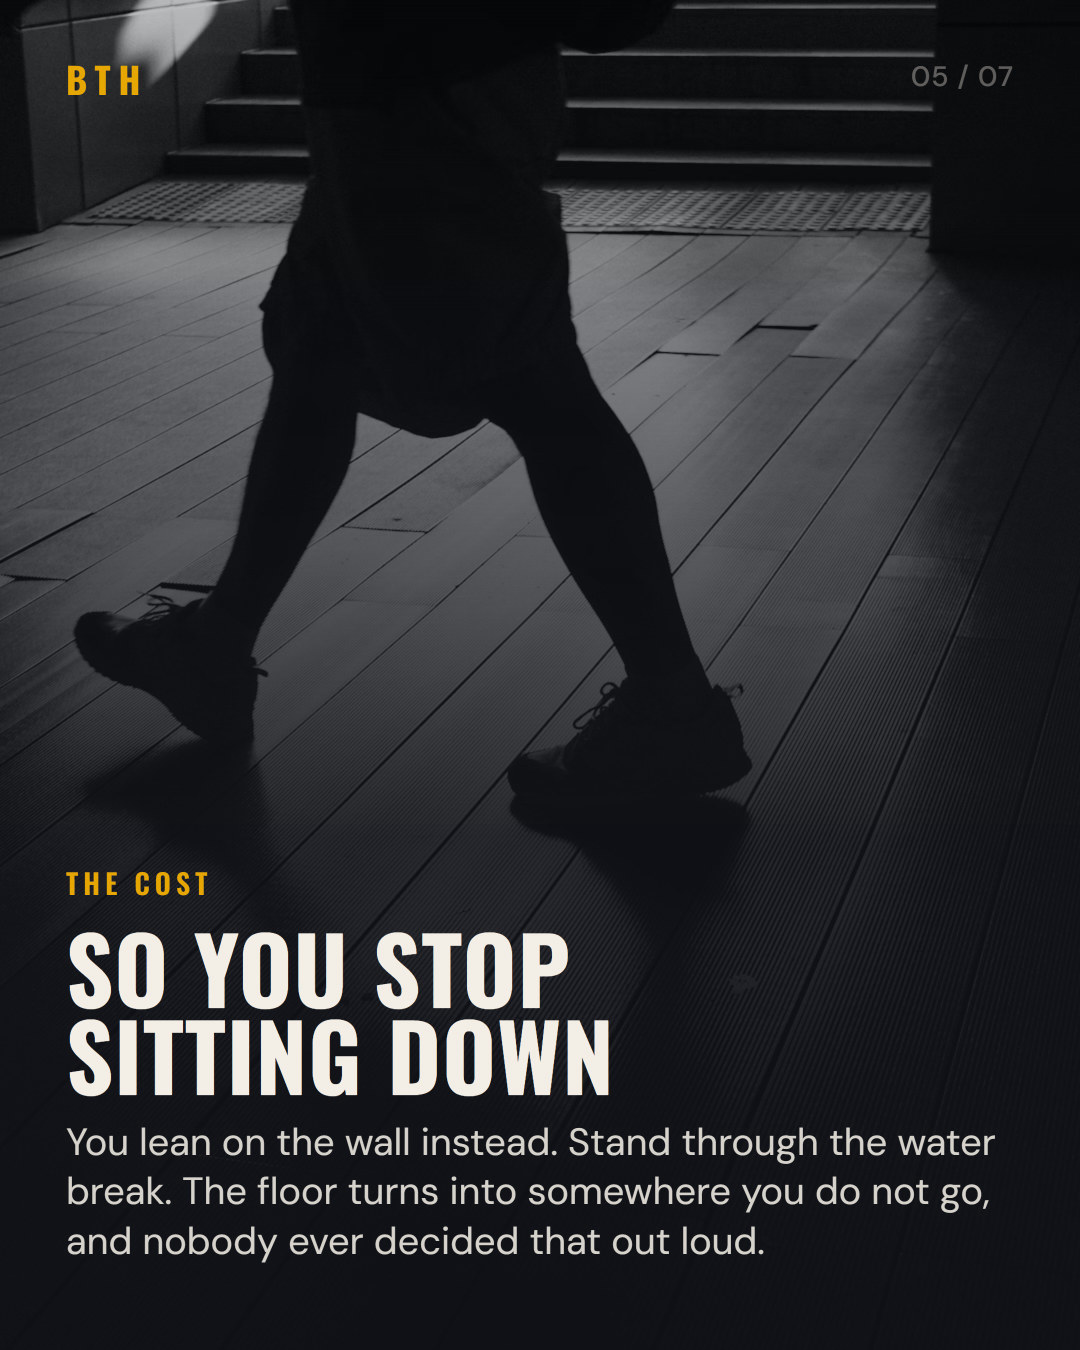 BTH
05 / 07
THE COST
SO YOU STOP
SITTING DOWN
You lean on the wall instead. Stand through the water
break. The floor turns into somewhere you do not go,
and nobody ever decided that out loud.